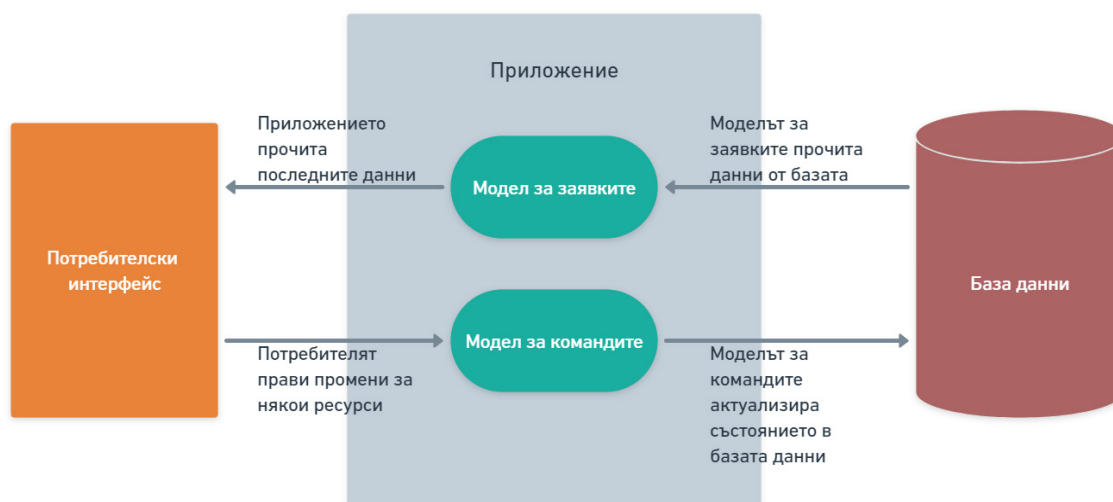 Приложение
Приложението
прочита
последните данни
Моделът за
заявките прочита
данни от базата
Модел за заявките
Потребителски
интерфейс
База данни
Модел за командите
Потребителят
прави промени за
някои ресурси
Моделът за
командите
актуализира
състоянието в
базата данни